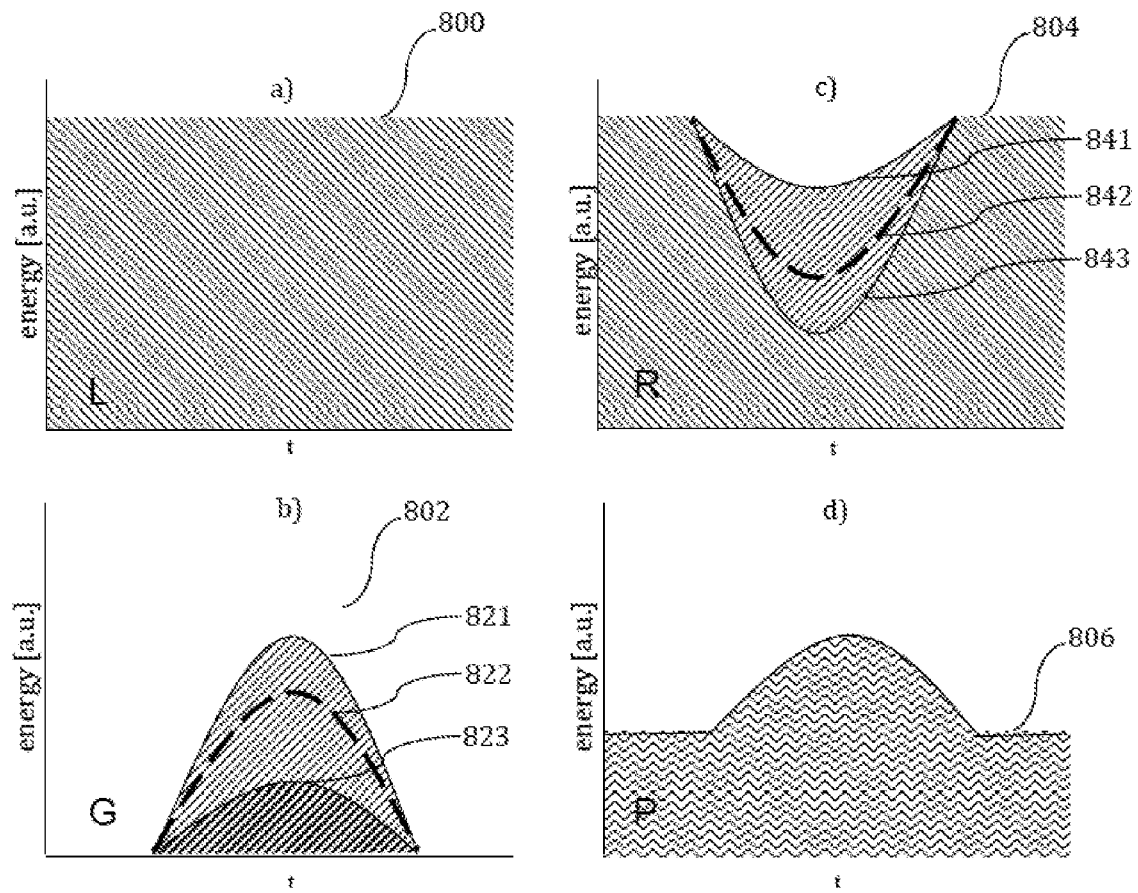 800
a)
energy [a.u.]
L
t
804
c)
841
842
843
energy [a.u.]
R
t
b)
802
821
822
823
energy [a.u.]
G
t
d)
806
energy [a.u.]
P
t